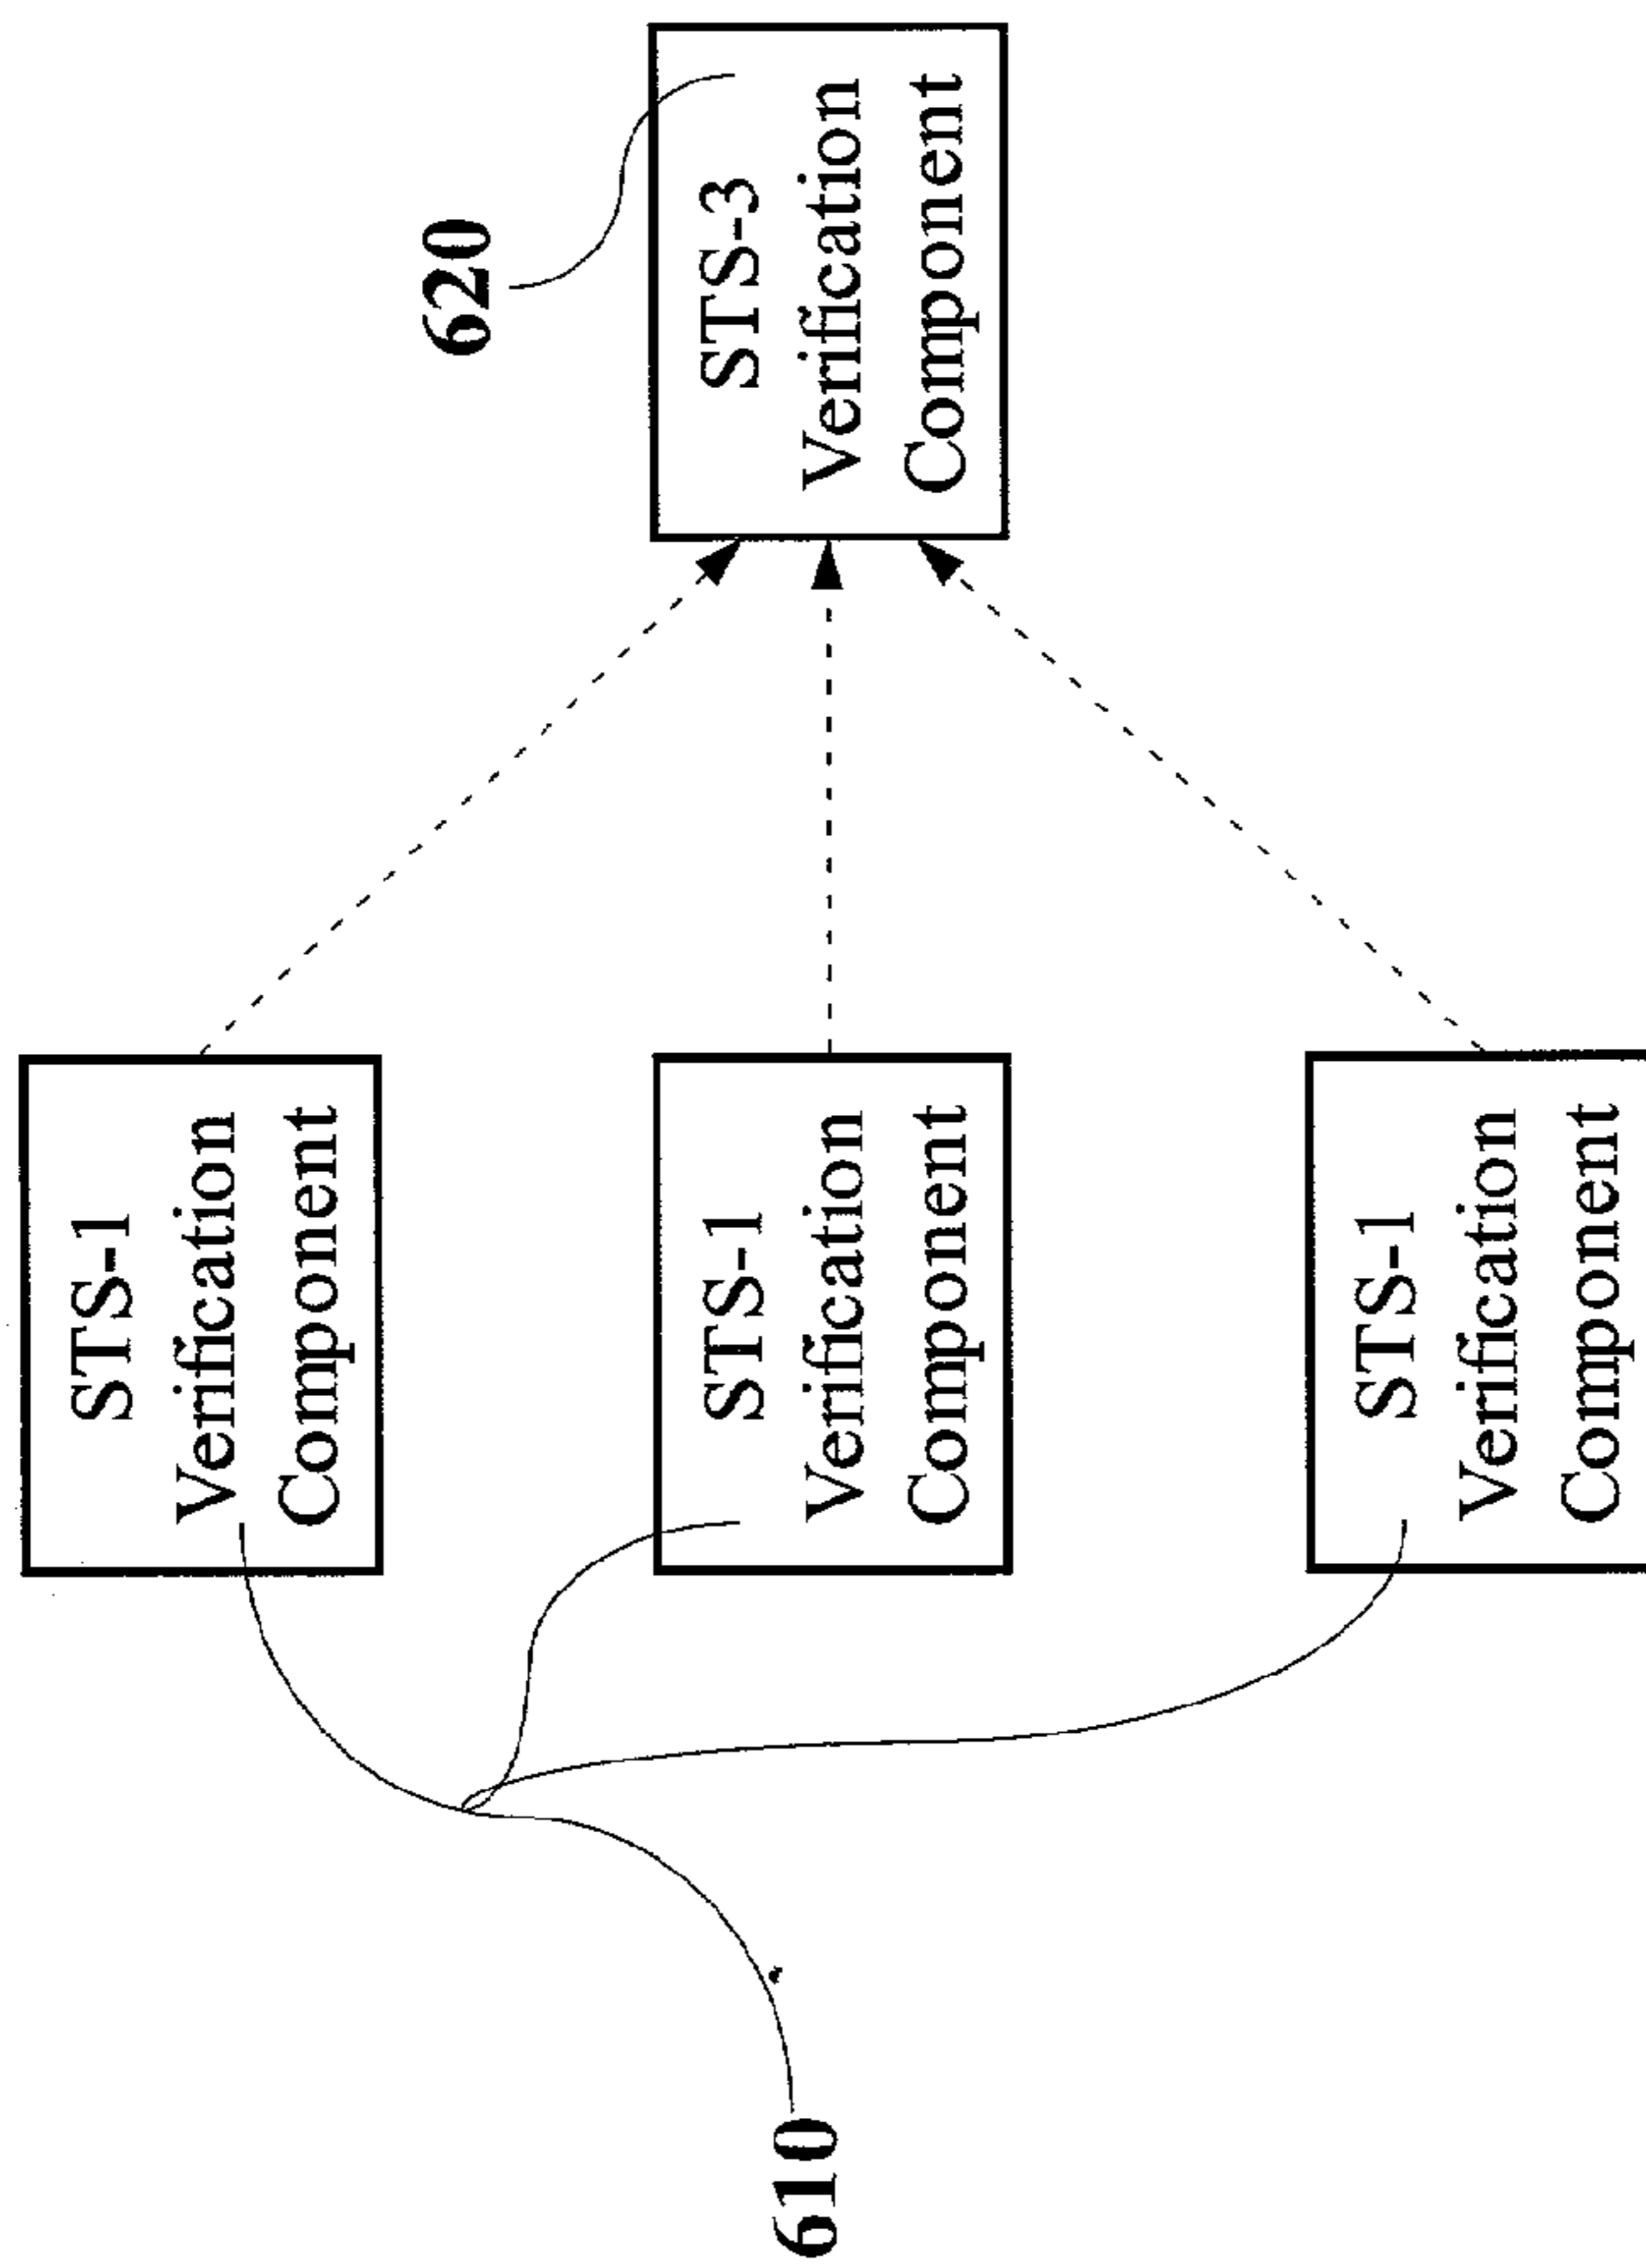 STS-1
Verification
Component
STS-1
Verification
Component
STS-1
Verification
Component
610
620
STS-3
Verification
Component